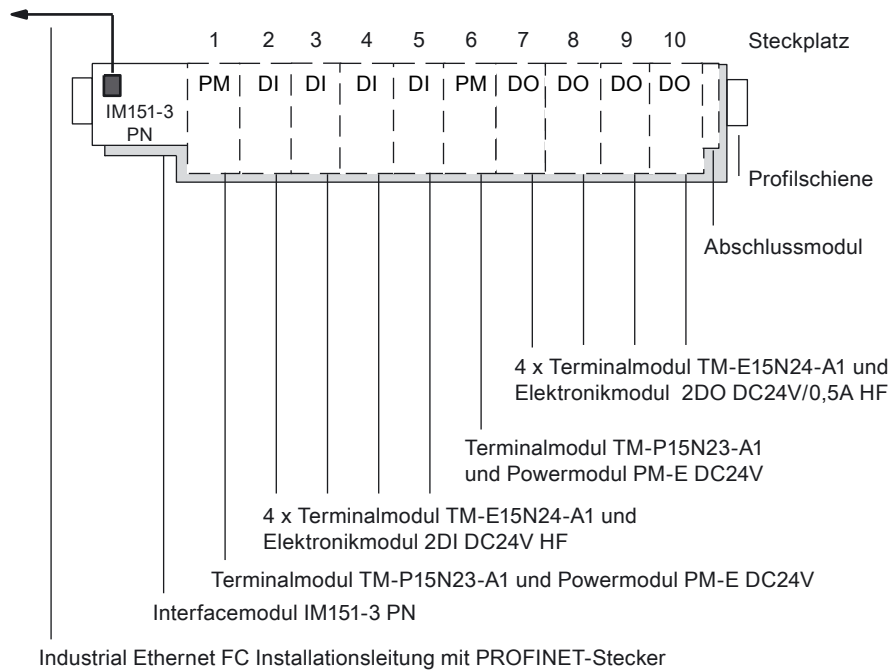 1 2 3 4 5 6 7 8 9 10 Steckplatz
PM DI DI DI DI PM DO DO DO DO
IM151-3
PN
Profilschiene
Abschlussmodul
4 x Terminalmodul TM-E15N24-A1 und
Elektronikmodul 2DO DC24V/0,5A HF
Terminalmodul TM-P15N23-A1
und Powermodul PM-E DC24V
4 x Terminalmodul TM-E15N24-A1 und
Elektronikmodul 2DI DC24V HF
Terminalmodul TM-P15N23-A1 und Powermodul PM-E DC24V
Interfacemodul IM151-3 PN
Industrial Ethernet FC Installationsleitung mit PROFINET-Stecker